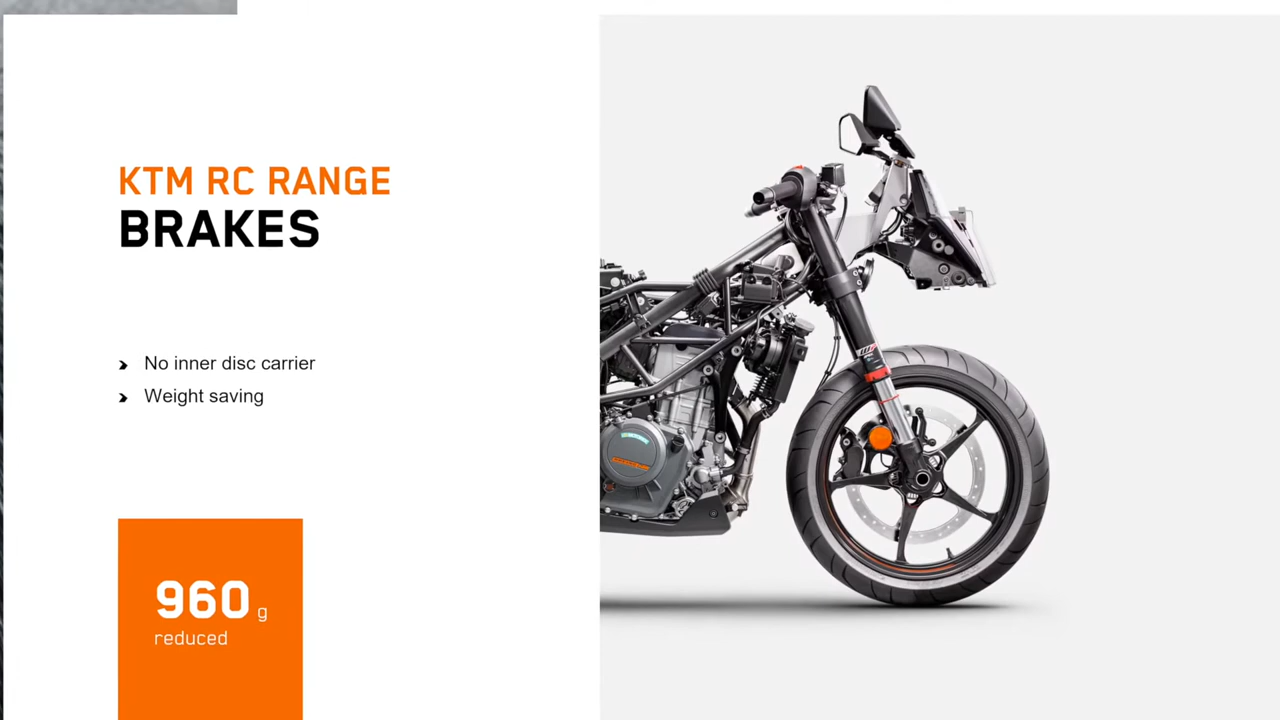 KTM RC RANGE
BRAKES
No inner disc carrier
Weight saving
960 g
reduced